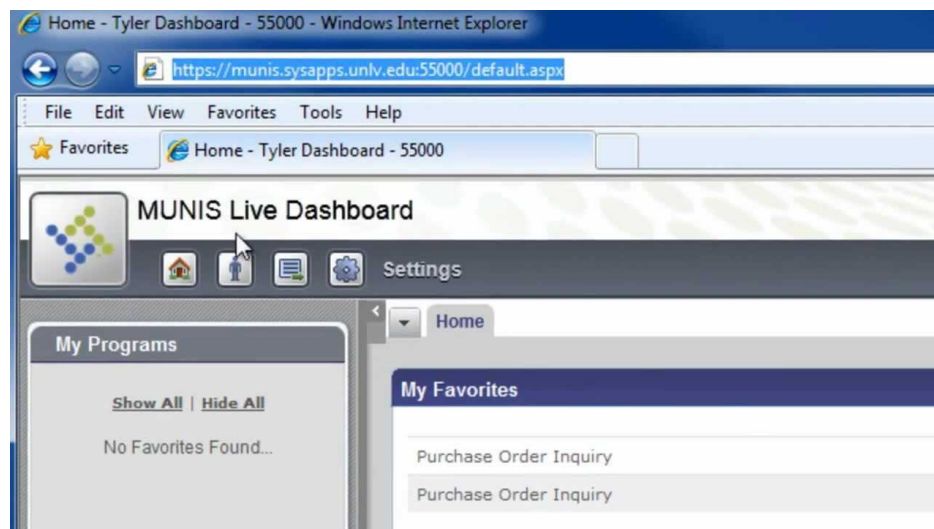 Home - Tyler Dashboard - 55000 - Windows Internet Explorer
https://munis.sysapps.unlv.edu:55000/default.aspx
File Edit View Favorites Tools Help
Favorites Home - Tyler Dashboard - 55000
MUNIS Live Dashboard
Settings
Home
My Programs
Show All | Hide All
No Favorites Found...
My Favorites
Purchase Order Inquiry
Purchase Order Inquiry